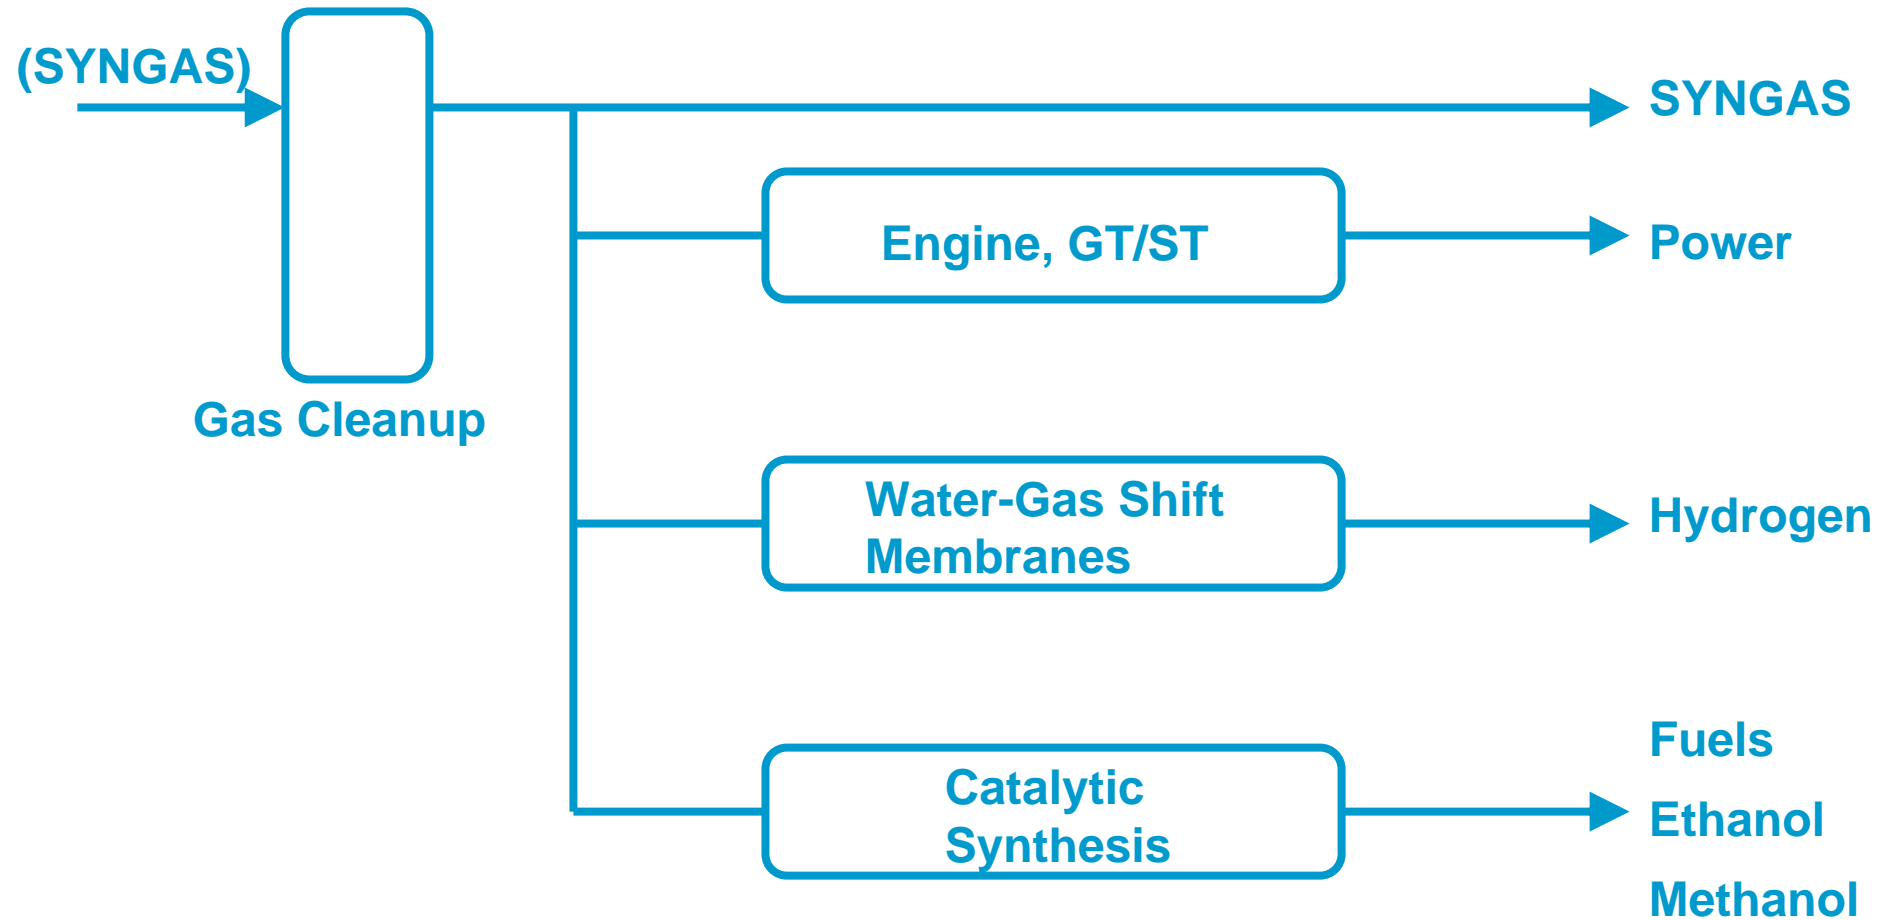 (SYNGAS)
SYNGAS
Engine, GT/ST
Power
Gas Cleanup
Water-Gas Shift
Membranes
Hydrogen
Catalytic
Synthesis
Fuels
Ethanol
Methanol